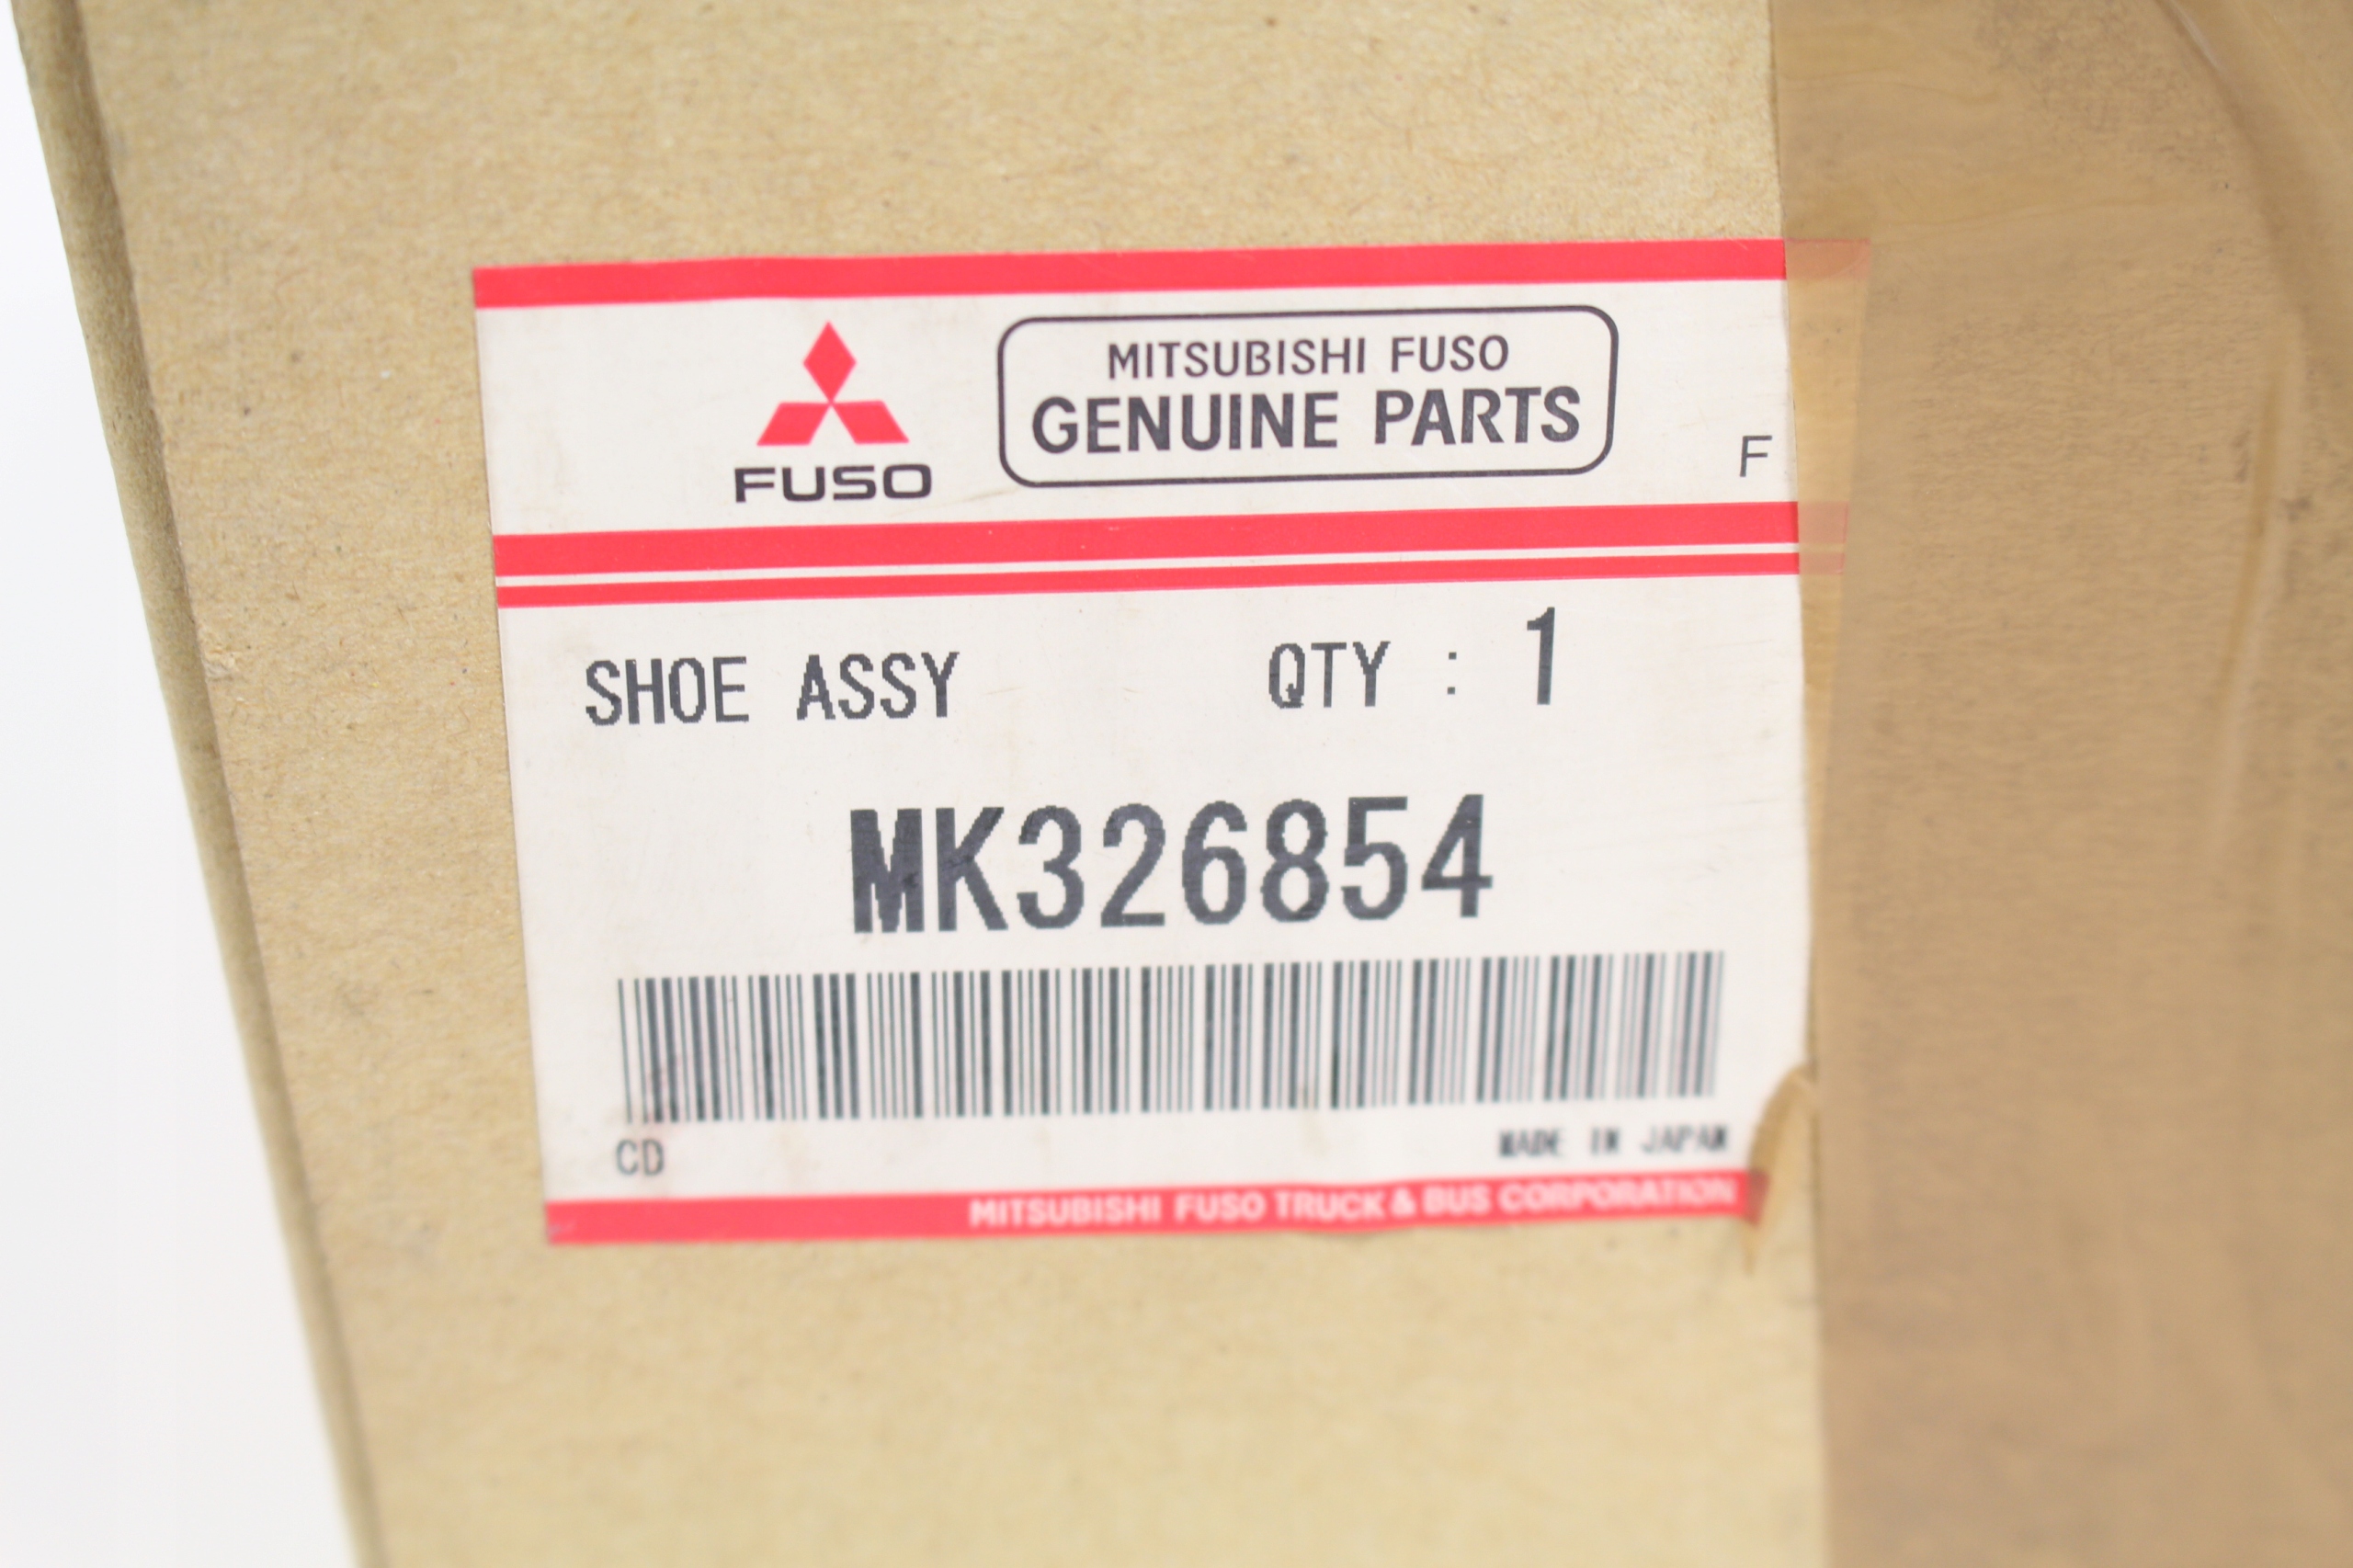 MITSUBISHI FUSO
GENUINE PARTS
FUSO
F
SHOE ASSY QTY : 1
MK326854
CD MADE IN JAPAN
MITSUBISHI FUSO TRUCK & BUS CORPORATION